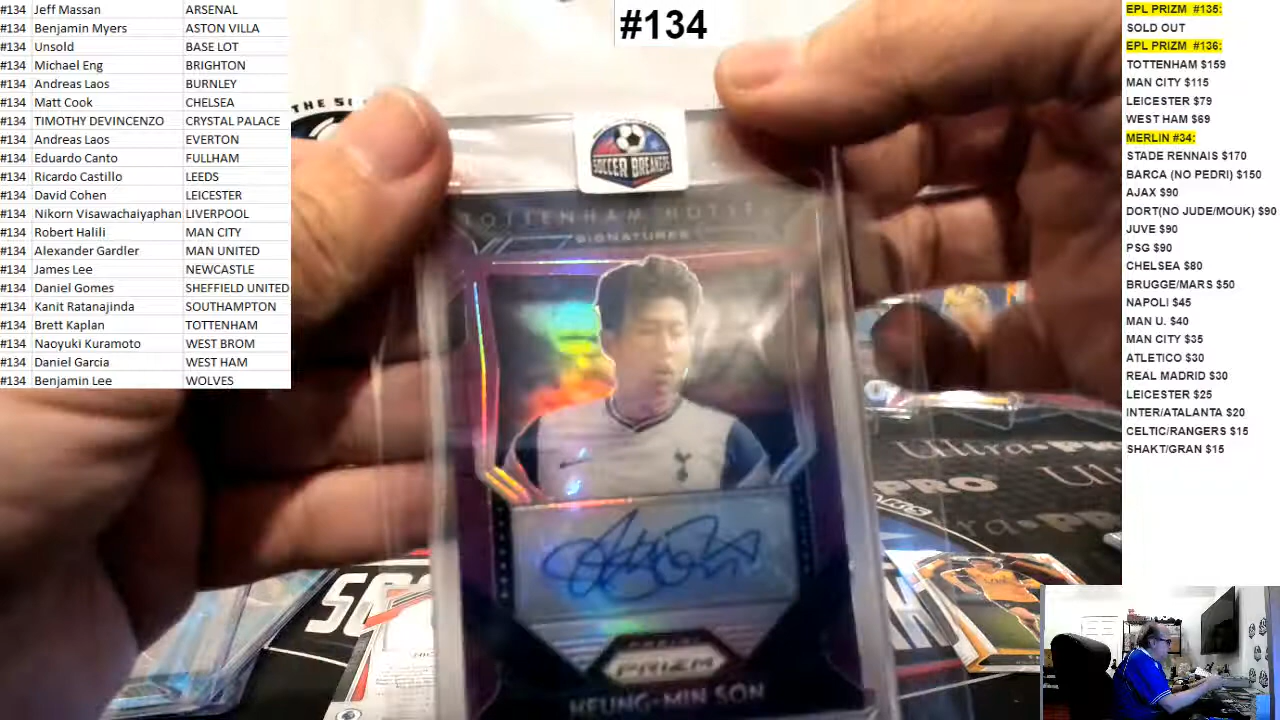 #134 Jeff Massan ARSENAL
#134 Benjamin Myers ASTON VILLA
#134 Unsold BASE LOT
#134 Michael Eng BRIGHTON
#134 Andreas Laos BURNLEY
#134 Matt Cook CHELSEA
#134 TIMOTHY DEVINCENZO CRYSTAL PALACE
#134 Andreas Laos EVERTON
#134 Eduardo Canto FULLHAM
#134 Ricardo Castillo LEEDS
#134 David Cohen LEICESTER
#134 Nikorn Visawachaiyaphan LIVERPOOL
#134 Robert Halili MAN CITY
#134 Alexander Gardler MAN UNITED
#134 James Lee NEWCASTLE
#134 Daniel Gomes SHEFFIELD UNITED
#134 Kanit Ratanajinda SOUTHAMPTON
#134 Brett Kaplan TOTTENHAM
#134 Naoyuki Kuramoto WEST BROM
#134 Daniel Garcia WEST HAM
#134 Benjamin Lee WOLVES
#134
THE
SOCCER BREAKERS
TOTTENHAM HOTS
SIGNATURES
PANINI
PRIZM
HEUNG-MIN SON
Ultra PRO
PRO
EPL PRIZM #135:
SOLD OUT
EPL PRIZM #136:
TOTTENHAM $159
MAN CITY $115
LEICESTER $79
WEST HAM $69
MERLIN #34:
STADE RENNAIS $170
BARCA (NO PEDRI) $150
AJAX $90
DORT(NO JUDE/MOUK) $90
JUVE $90
PSG $90
CHELSEA $80
BRUGGE/MARS $50
NAPOLI $45
MAN U. $40
MAN CITY $35
ATLETICO $30
REAL MADRID $30
LEICESTER $25
INTER/ATALANTA $20
CELTIC/RANGERS $15
SHAKT/GRAN $15